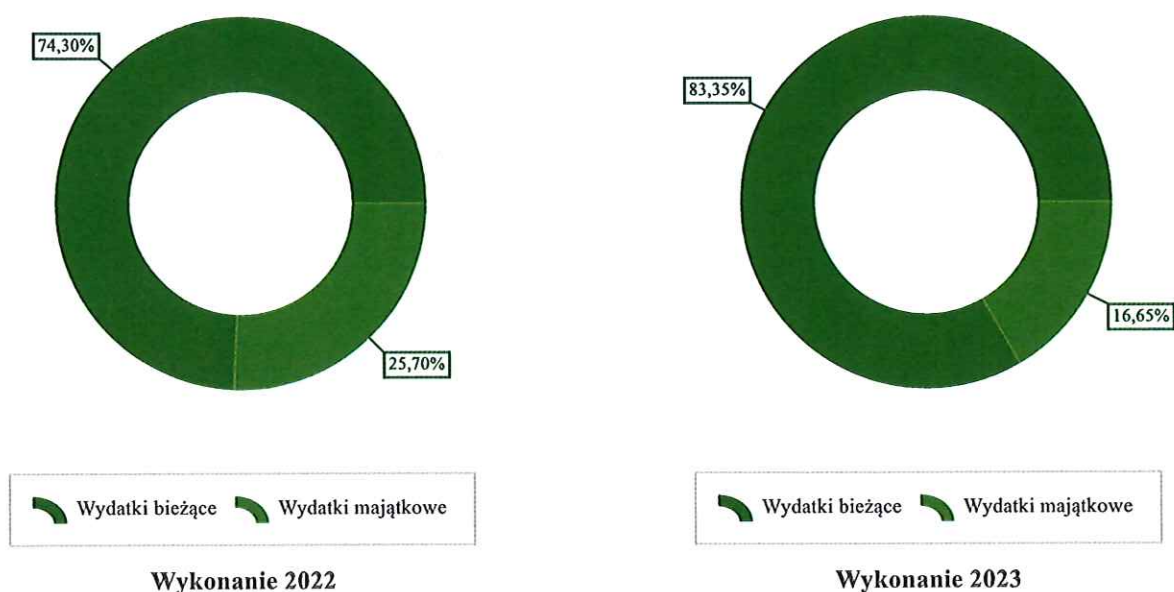 74,30%
25,70%
Wydatki bieżące Wydatki majątkowe
Wykonanie 2022
83,35%
16,65%
Wydatki bieżące Wydatki majątkowe
Wykonanie 2023